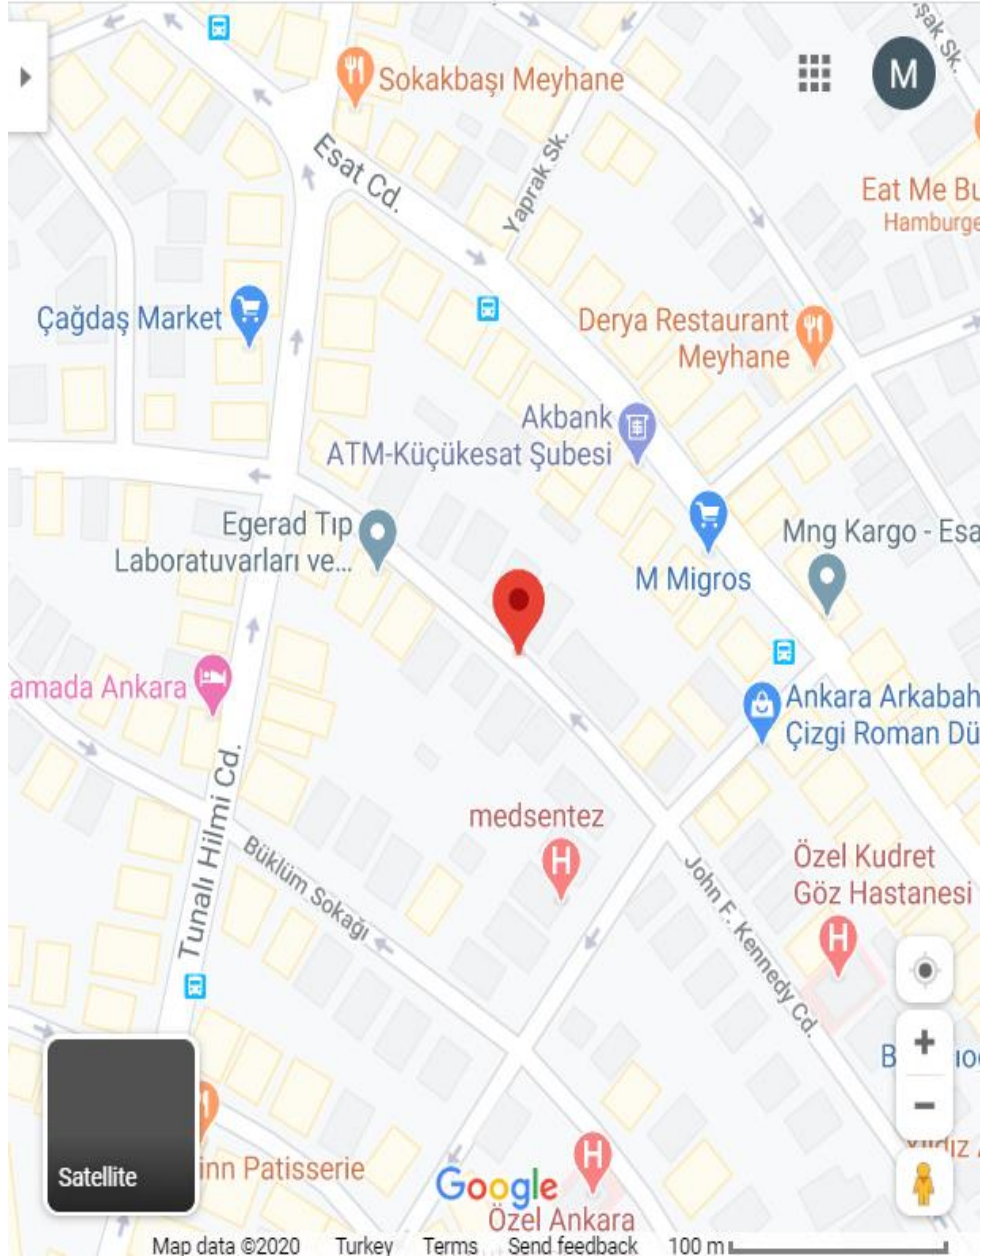 şak Sk.
Sokakbaşı Meyhane
M
Esat Cd.
Yaprak Sk.
Eat Me Bu
Hamburge
Çağdaş Market
Derya Restaurant
Meyhane
Akbank
ATM-Küçükesat Şubesi
Egerad Tıp
Laboratuvarları ve...
Mng Kargo - Esa
M Migros
amada Ankara
Ankara Arkabah
Çizgi Roman Dü
Tunalı Hilmi Cd.
medsentez
H
Büklüm Sokağı
John F. Kennedy Cd.
Özel Kudret
Göz Hastanesi
H
Satellite
inn Patisserie
Google
H
Özel Ankara
Map data ©2020 Turkey Terms Send feedback 100 m